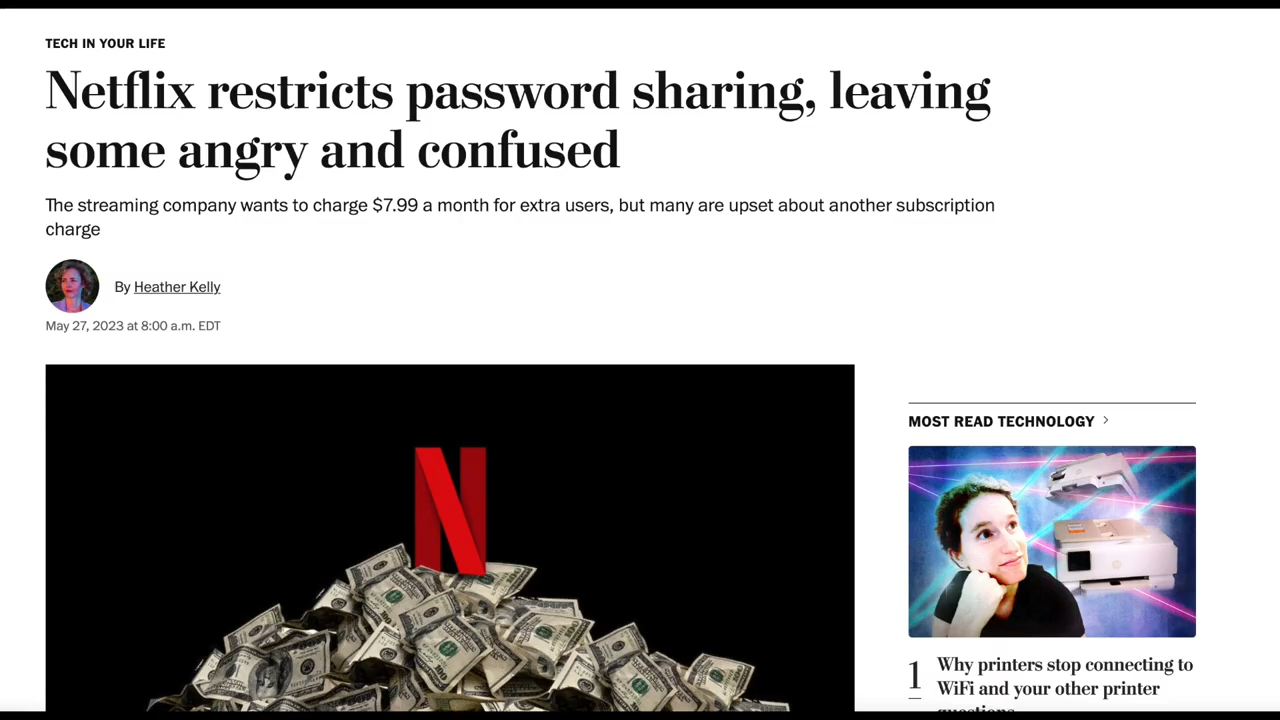 TECH IN YOUR LIFE
Netflix restricts password sharing, leaving
some angry and confused
The streaming company wants to charge $7.99 a month for extra users, but many are upset about another subscription
charge
By Heather Kelly
May 27, 2023 at 8:00 a.m. EDT
N
MOST READ TECHNOLOGY >
1
Why printers stop connecting to
WiFi and your other printer
questions